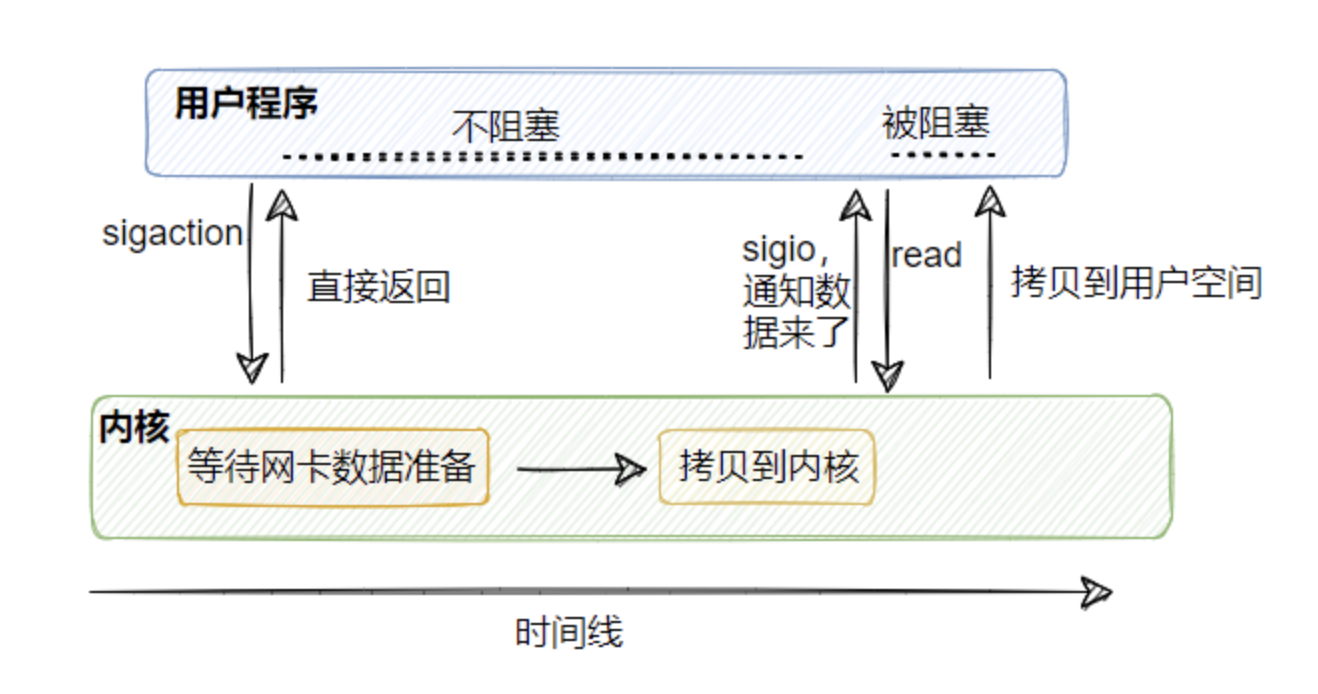 用户程序
不阻塞
被阻塞
sigaction
直接返回
sigio，
通知数
据来了
read
拷贝到用户空间
内核
等待网卡数据准备
拷贝到内核
时间线